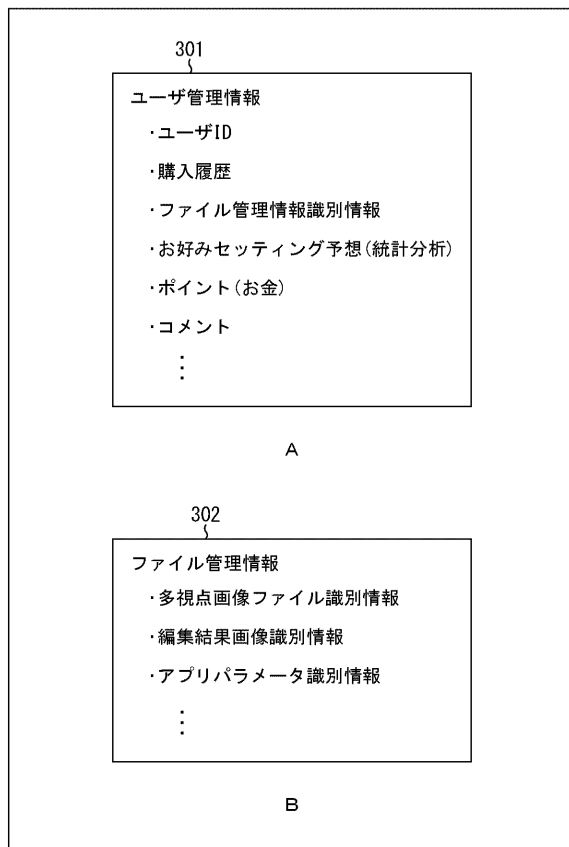 301
ユーザ管理情報
・ユーザID
・購入履歴
・ファイル管理情報識別情報
・お好みセッティング予想(統計分析)
・ポイント(お金)
・コメント
⋮
A
302
ファイル管理情報
・多視点画像ファイル識別情報
・編集結果画像識別情報
・アプリパラメータ識別情報
⋮
B